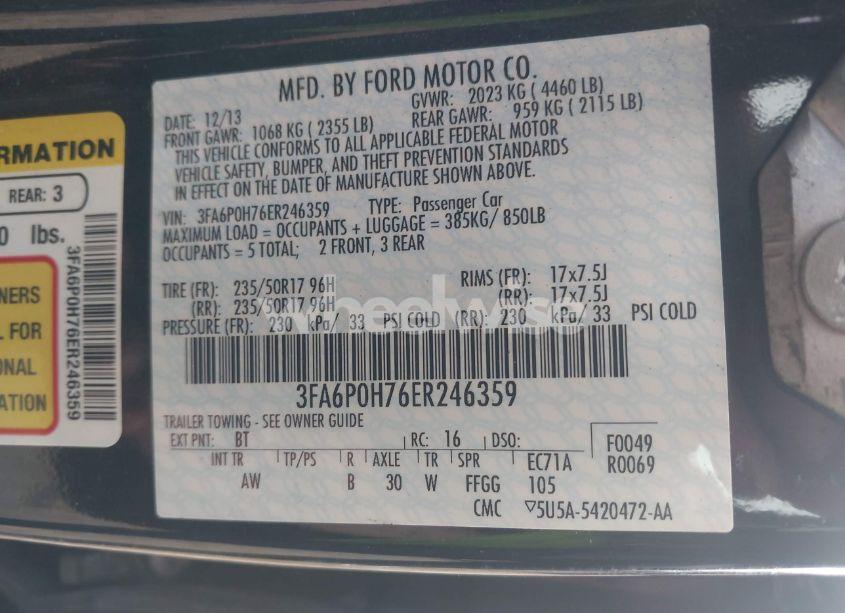 MFD. BY FORD MOTOR CO.
DATE: 12/13 GVWR: 2023 KG ( 4460 LB)
FRONT GAWR: 1068 KG ( 2355 LB) REAR GAWR: 959 KG ( 2115 LB)
THIS VEHICLE CONFORMS TO ALL APPLICABLE FEDERAL MOTOR
VEHICLE SAFETY, BUMPER, AND THEFT PREVENTION STANDARDS
IN EFFECT ON THE DATE OF MANUFACTURE SHOWN ABOVE.
VIN: 3FA6P0H76ER246359 TYPE: Passenger Car
MAXIMUM LOAD = OCCUPANTS + LUGGAGE = 385KG/ 850LB
OCCUPANTS = 5 TOTAL; 2 FRONT, 3 REAR
TIRE (FR): 235/50R17 96H RIMS (FR): 17x7.5J
(RR): 235/50R17 96H (RR): 17x7.5J
PRESSURE (FR): 230 kPa/ 33 PSI COLD (RR): 230 kPa/ 33 PSI COLD
3FA6P0H76ER246359
TRAILER TOWING - SEE OWNER GUIDE
EXT PNT: BT RC: 16 DSO: F0049
INT TR TP/PS R AXLE TR SPR EC71A R0069
AW B 30 W FFGG 105
CMC ▽5U5A-5420472-AA
RMATION
REAR: 3
0 lbs.
NERS
L FOR
ONAL
ATION
3FA6P0H76ER246359
wheelwise